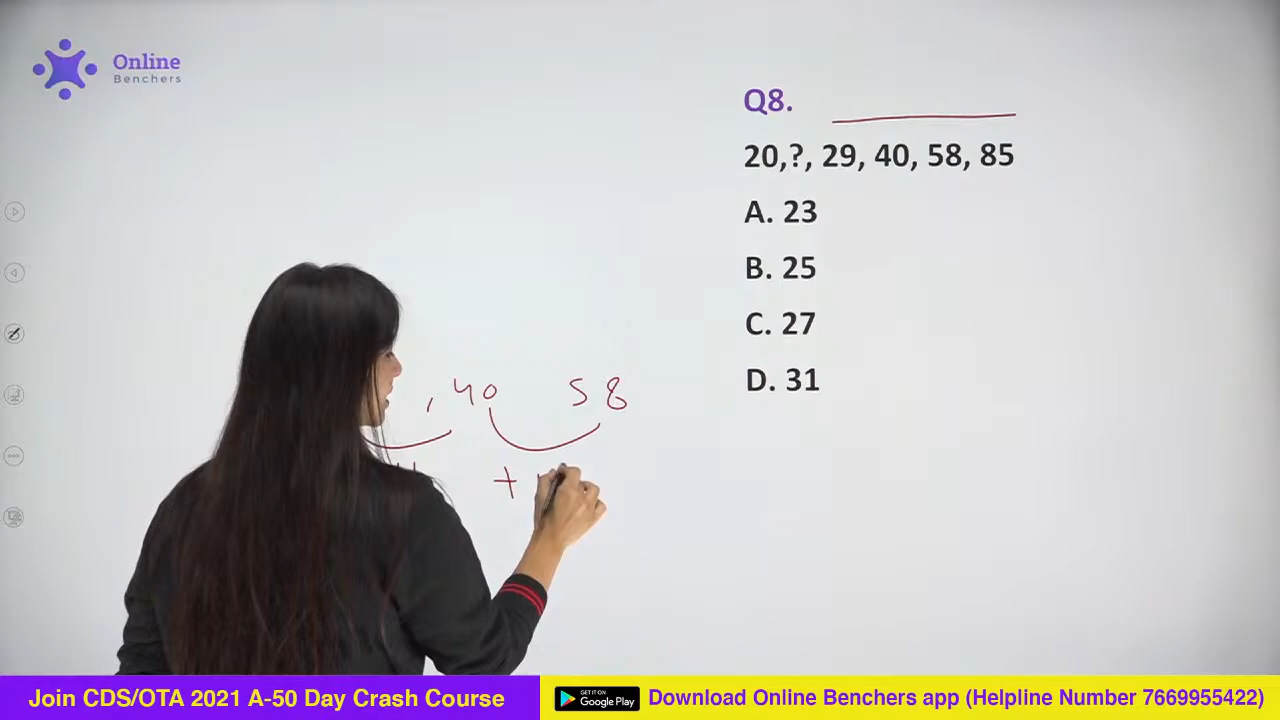 Online
Benchers
Q8.
20,?, 29, 40, 58, 85
A. 23
B. 25
C. 27
D. 31
, 40 58
+
Join CDS/OTA 2021 A-50 Day Crash Course
GET IT ON
Google Play
Download Online Benchers app (Helpline Number 7669955422)